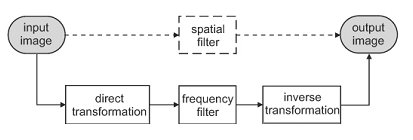 input
image
spatial
filter
output
image
direct
transformation
frequency
filter
inverse
transformation